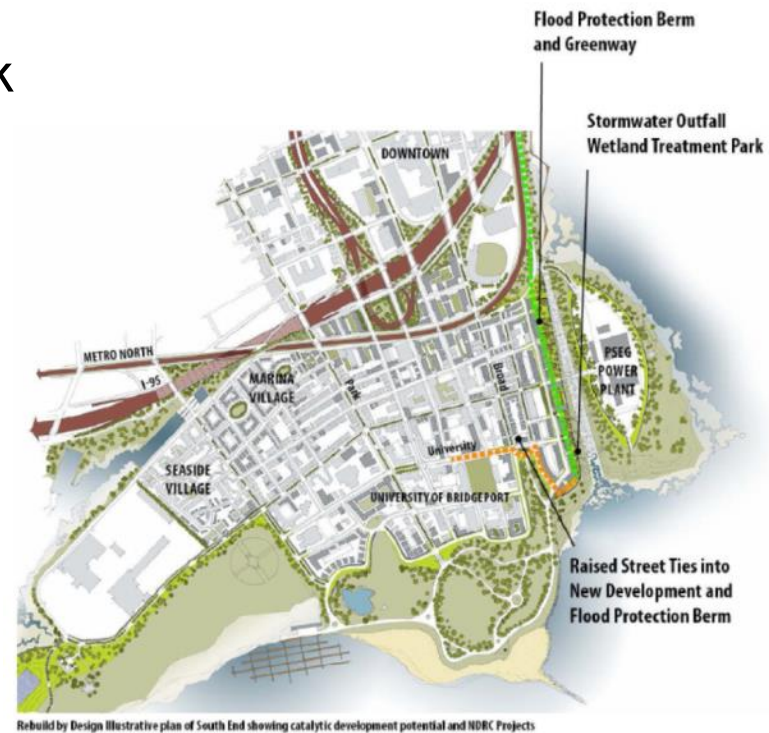 k
Flood Protection Berm
and Greenway
Stormwater Outfall
Wetland Treatment Park
DOWNTOWN
METRO NORTH
I-95
MARINA
VILLAGE
Park
Broad
PSEG
POWER
PLANT
University
SEASIDE
VILLAGE
UNIVERSITY OF BRIDGEPORT
Raised Street Ties into
New Development and
Flood Protection Berm
Rebuild by Design Illustrative plan of South End showing catalytic development potential and NDRC Projects